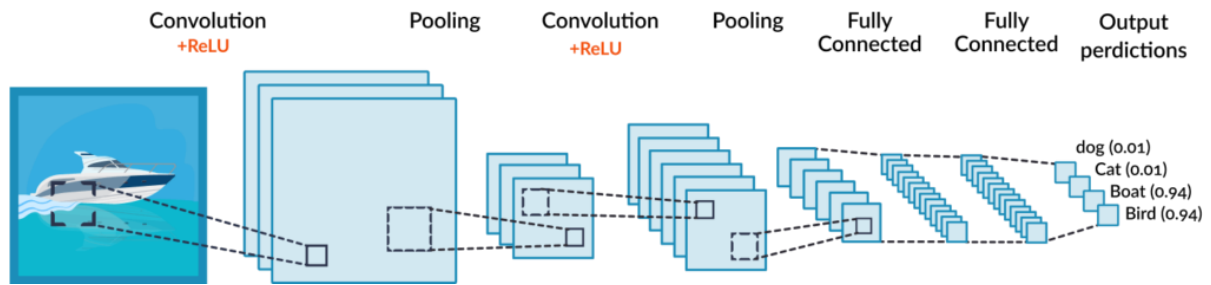 Convolution
+ReLU
Pooling
Convolution
+ReLU
Pooling
Fully
Connected
Fully
Connected
Output
perdictions
dog (0.01)
Cat (0.01)
Boat (0.94)
Bird (0.94)